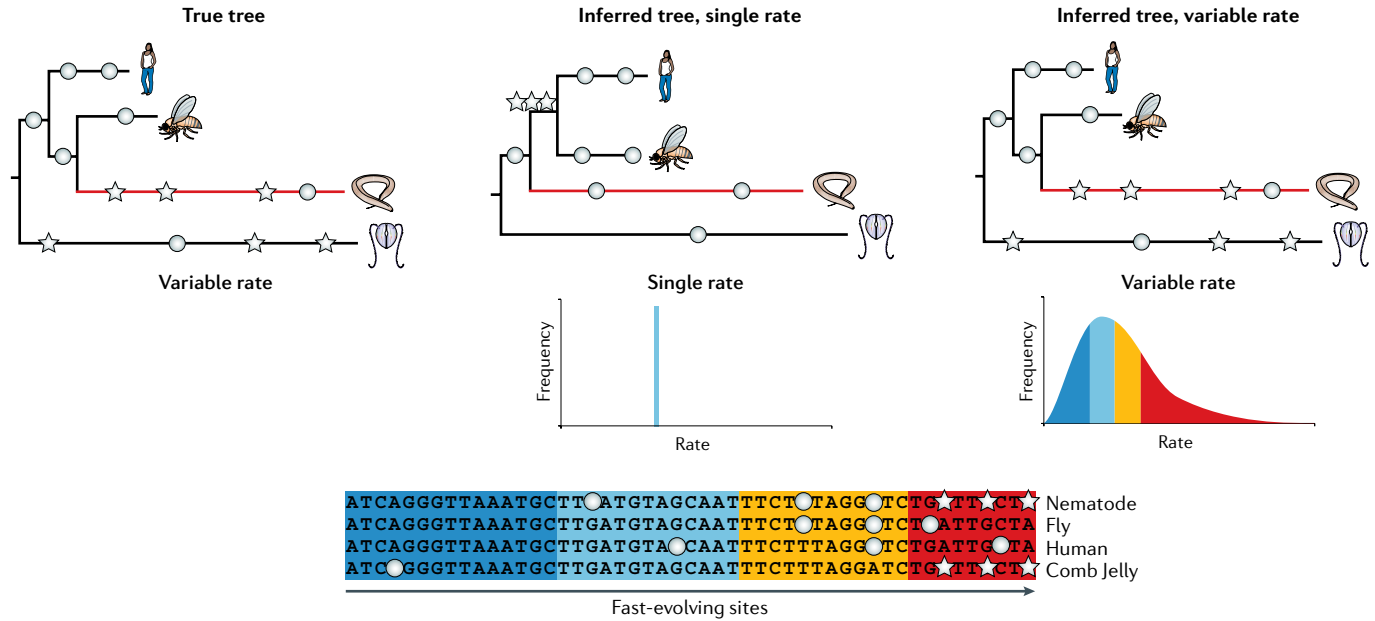 True tree
Inferred tree, single rate
Inferred tree, variable rate
Variable rate
Single rate
Variable rate
Frequency
Rate
Frequency
Rate
ATCAGGGTTAAATGCTT ATGTAGCAATTTCT TAGG TCTG TT CT Nematode
ATCAGGGTTAAATGCTTGATGTAGCAATTTCT TAGG TCT ATTGCTA Fly
ATCAGGGTTAAATGCTTGATGTA CAATTTCTTTAGG TCTGATTG TA Human
ATC GGGTTAAATGCTTGATGTAGCAATTTCTTTAGGATCTG TT CT Comb Jelly
Fast-evolving sites